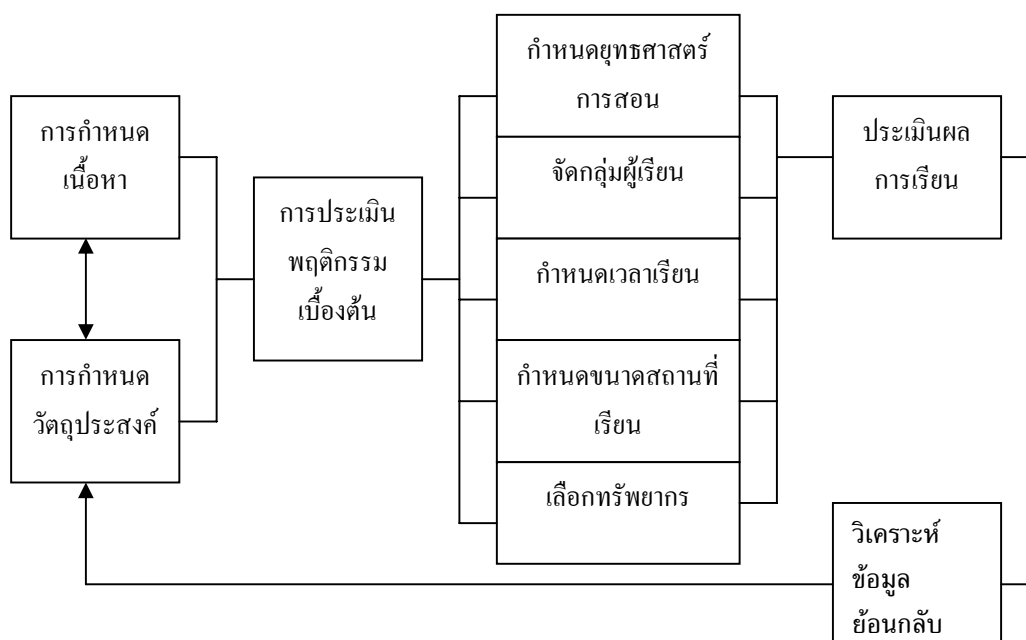 การกำหนด
เนื้อหา
การกำหนด
วัตถุประสงค์
การประเมิน
พฤติกรรม
เบื้องต้น
กำหนดยุทธศาสตร์
การสอน
จัดกลุ่มผู้เรียน
กำหนดเวลาเรียน
กำหนดขนาดสถานที่
เรียน
เลือกทรัพยากร
ประเมินผล
การเรียน
วิเคราะห์
ข้อมูล
ย้อนกลับ